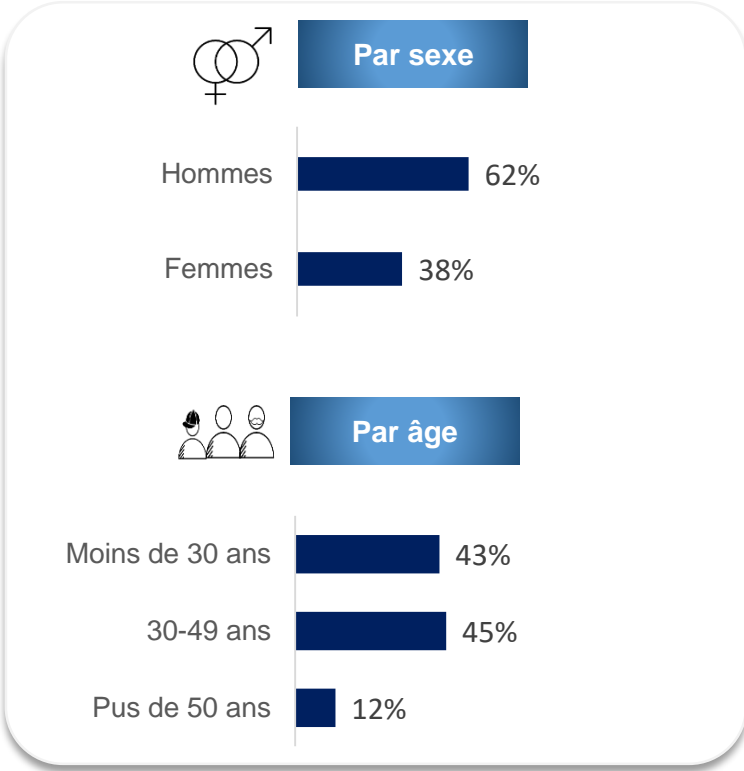 Par sexe
Hommes 62%
Femmes 38%
Par âge
Moins de 30 ans 43%
30-49 ans 45%
Pus de 50 ans 12%